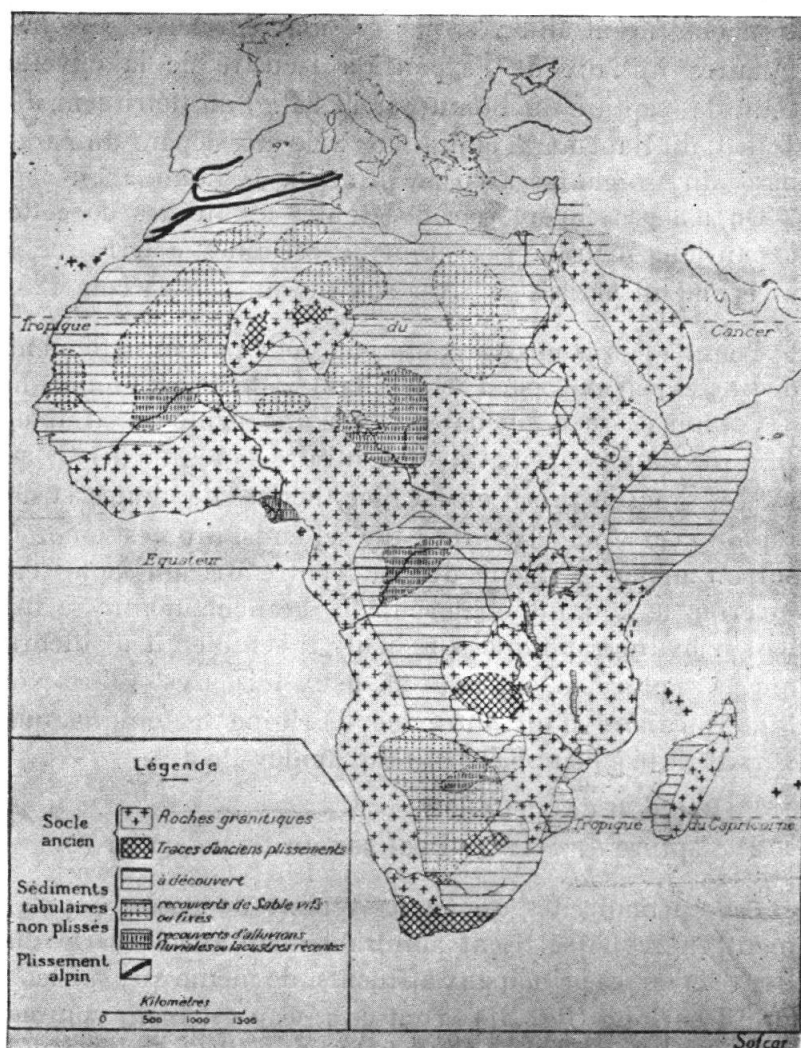 Tropique du Cancer
Equateur
Tropique du Capricorne
Légende
Socle ancien
Roches granitiques
Traces d'anciens plissements
Sédiments tabulaires non plissés
à découvert
recouverts de Sable vifs
ou fixés
recouverts d'alluvions
fluviales ou lacustres récentes
Plissement alpin
Kilomètres
0 500 1000 1500
Sofcar